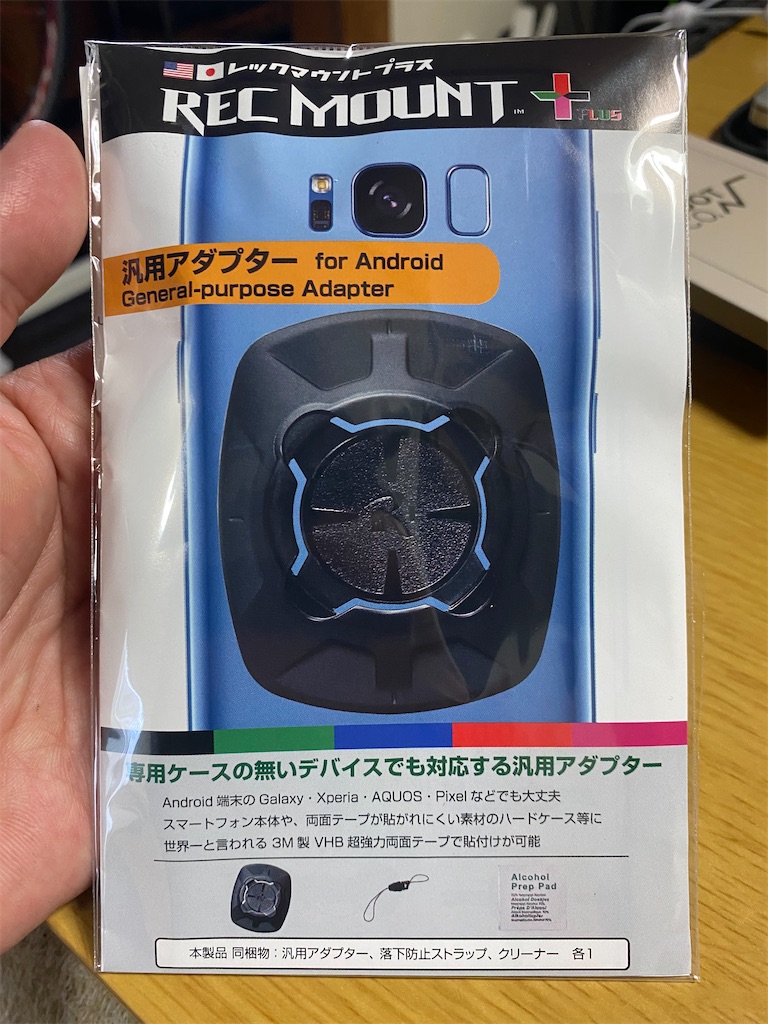 レックマウントプラス
REC MOUNT TM PLUS
汎用アダプター for Android
General-purpose Adapter
専用ケースの無いデバイスでも対応する汎用アダプター
Android 端末の Galaxy・Xperia・AQUOS・Pixel などでも大丈夫
スマートフォン本体や、両面テープが貼がれにくい素材のハードケース等に
世界一と言われる 3M 製 VHB 超強力両面テープで貼付けが可能
Alcohol
Prep Pad
本製品 同梱物：汎用アダプター、落下防止ストラップ、クリーナー 各1